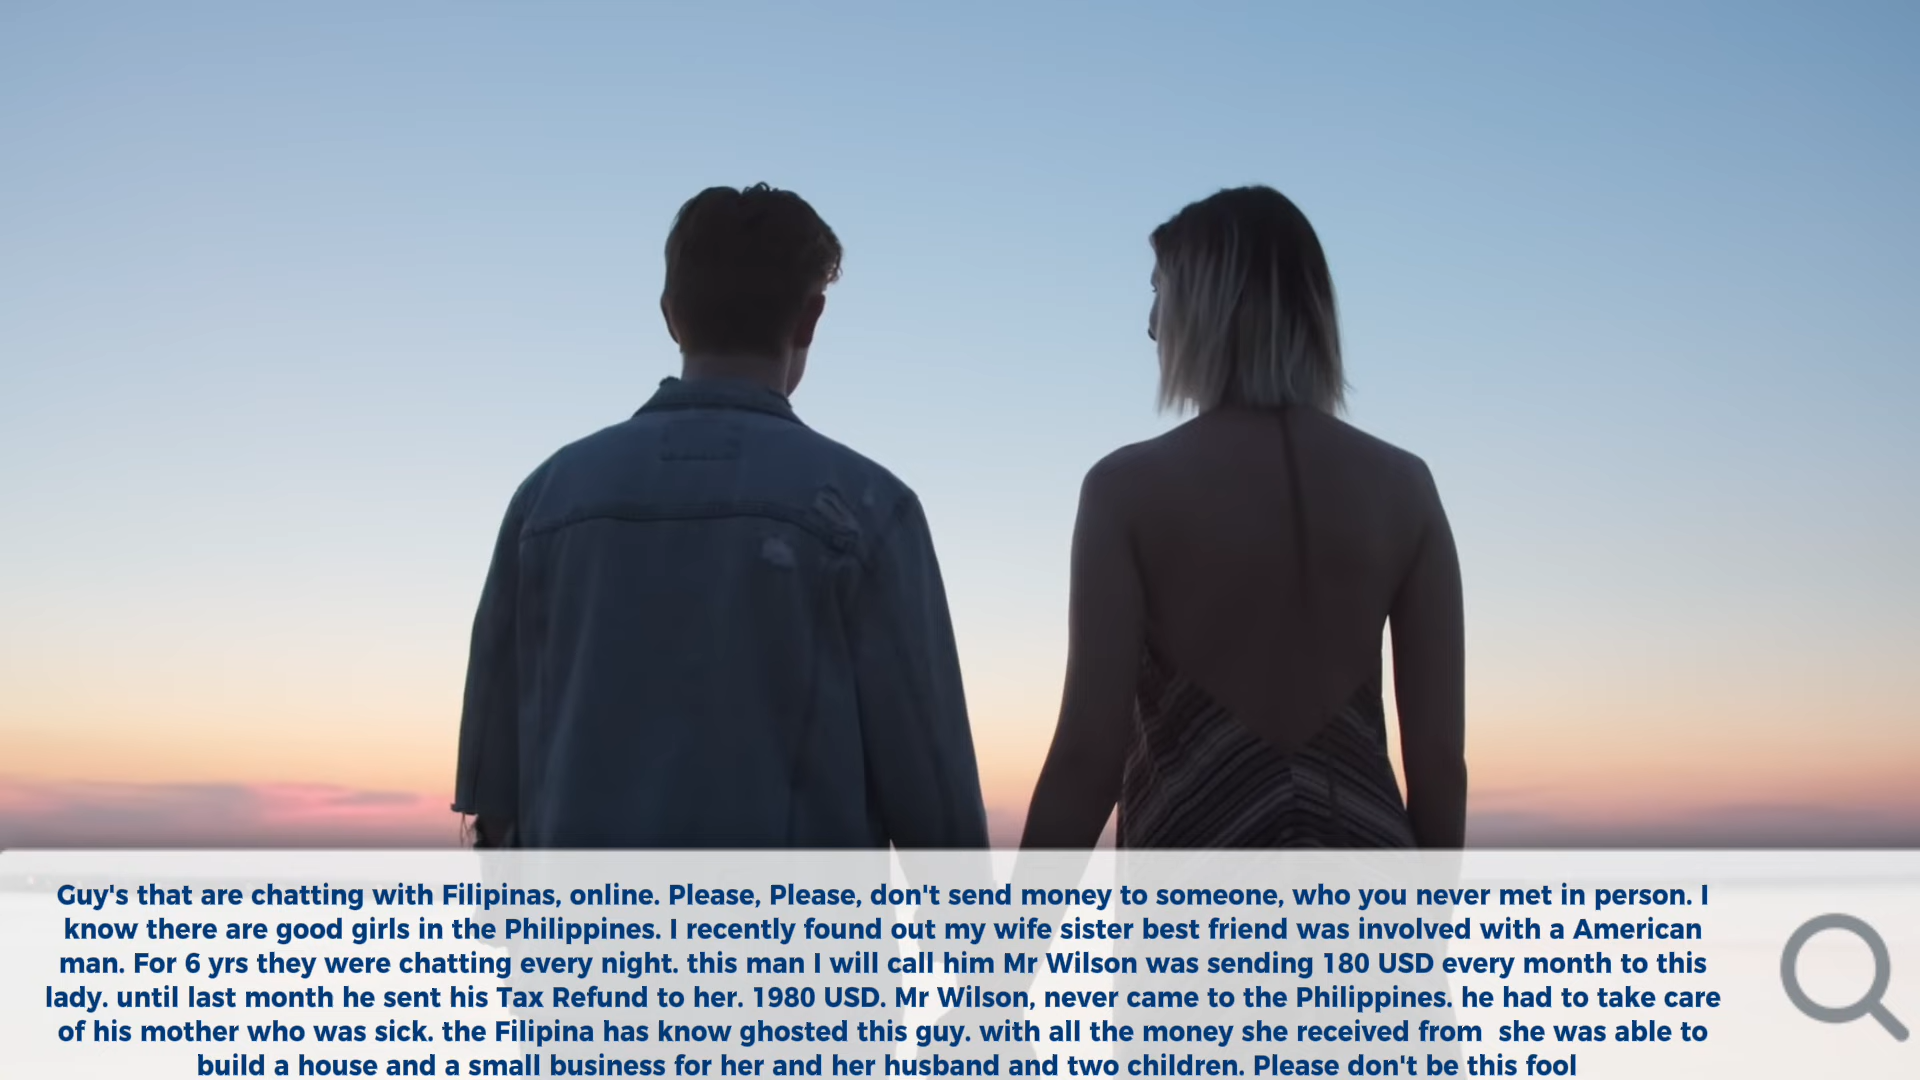 Guy's that are chatting with Filipinas, online. Please, Please, don't send money to someone, who you never met in person. I
know there are good girls in the Philippines. I recently found out my wife sister best friend was involved with a American
man. For 6 yrs they were chatting every night. this man I will call him Mr Wilson was sending 180 USD every month to this
lady. until last month he sent his Tax Refund to her. 1980 USD. Mr Wilson, never came to the Philippines. he had to take care
of his mother who was sick. the Filipina has know ghosted this guy. with all the money she received from  she was able to
build a house and a small business for her and her husband and two children. Please don't be this fool